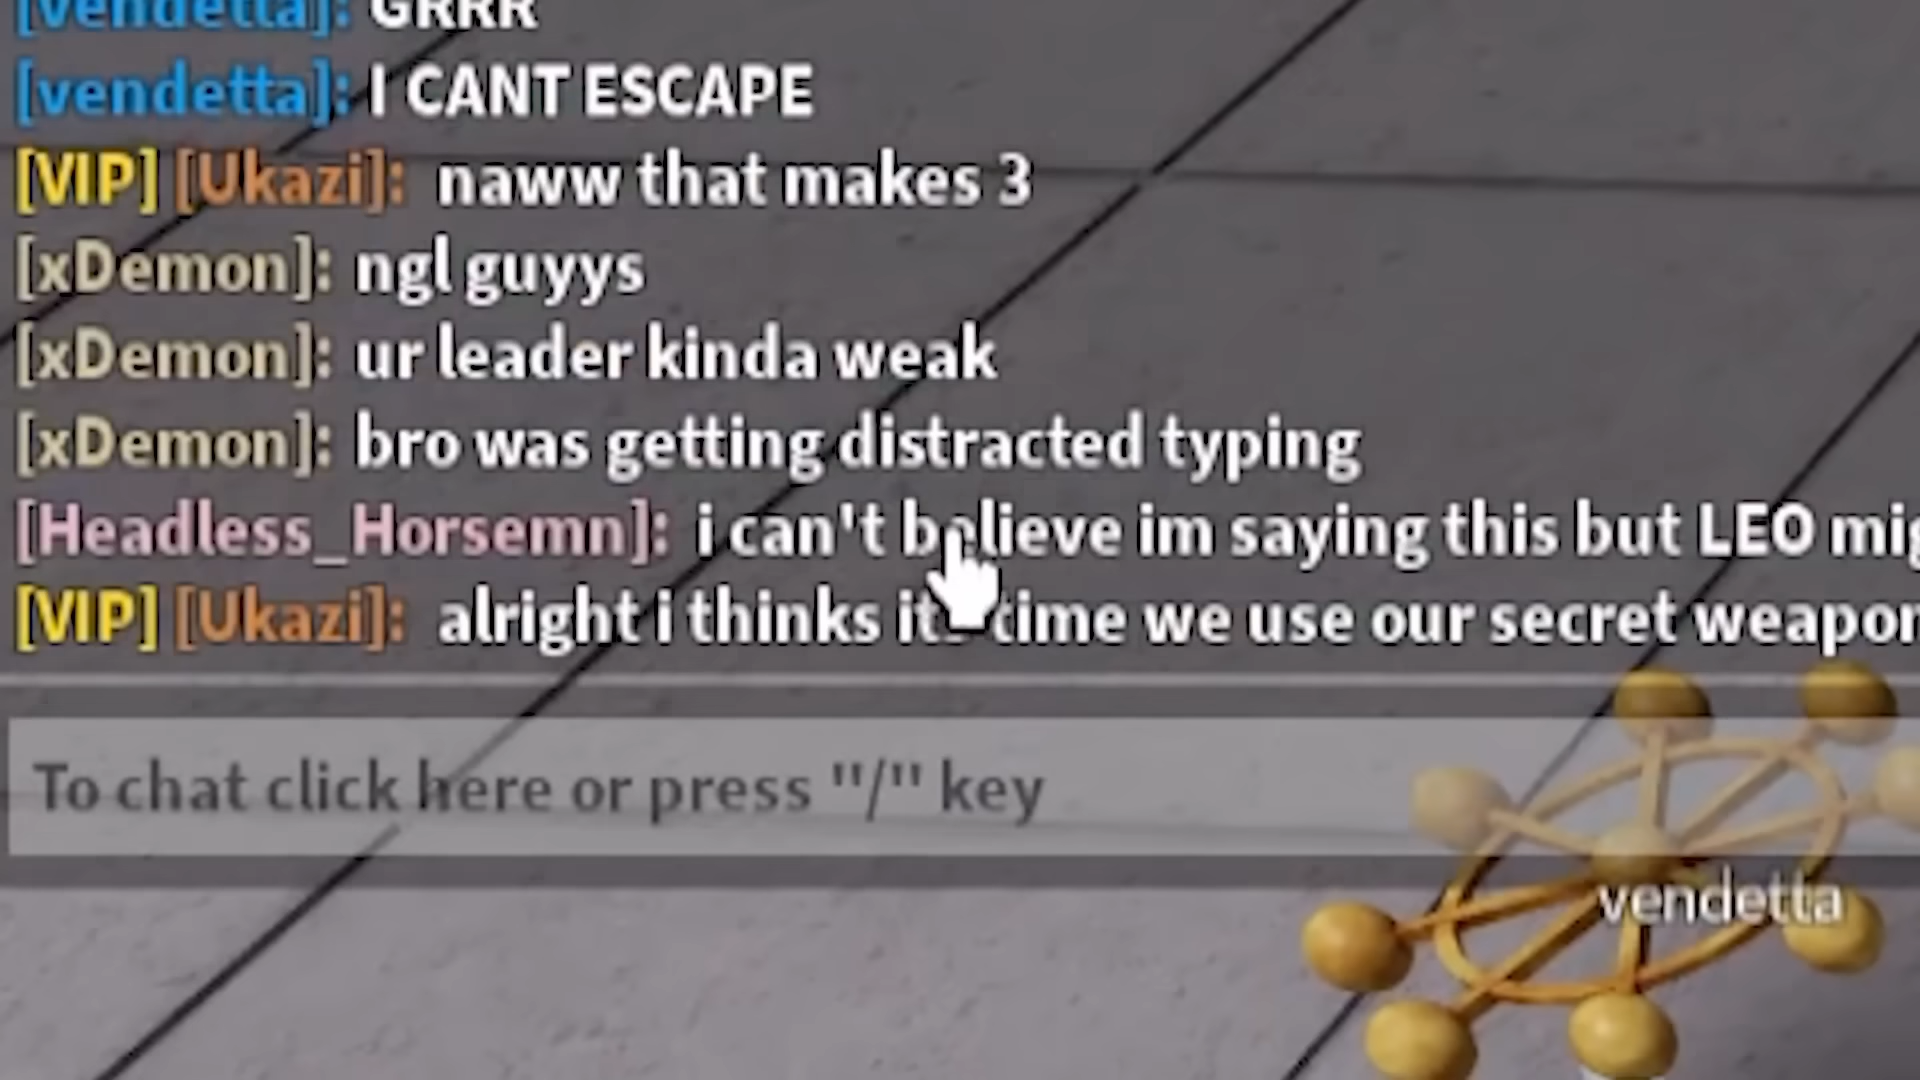 [vendetta]: GRRR
[vendetta]: I CANT ESCAPE
[VIP] [Ukazi]: naww that makes 3
[xDemon]: ngl guyys
[xDemon]: ur leader kinda weak
[xDemon]: bro was getting distracted typing
[Headless_Horsemn]: i can't believe im saying this but LEO
[VIP] [Ukazi]: alright i thinks its time we use our secret weapon
To chat click here or press "/" key
vendetta